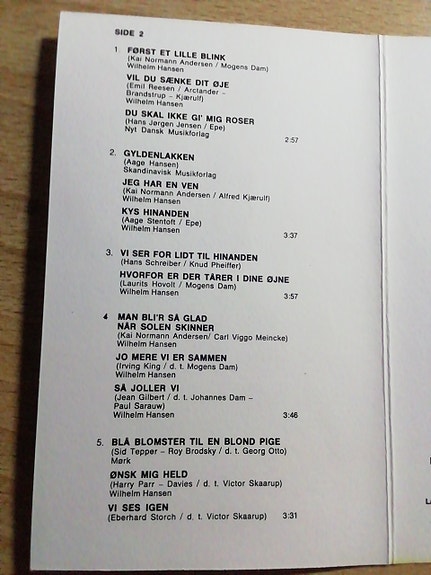 SIDE 2
1 FØRST ET LILLE BLINK
(Kai Normann Andersen / Mogens Dam)
Wilhelm Hansen
VIL DU SÆNKE DIT ØJE
(Emil Reesen / Arctander –
Brandstrup – Kjærulf)
Wilhelm Hansen
DU SKAL IKKE GI' MIG ROSER
(Hans Jørgen Jensen / Epe)
Nyt Dansk Musikforlag
2:57
2. GYLDENLAKKEN
(Aage Hansen)
Skandinavisk Musikforlag
JEG HAR EN VEN
(Kai Normann Andersen / Alfred Kjærulf)
Wilhelm Hansen
KYS HINANDEN
(Aage Stentoft / Epe)
Wilhelm Hansen 3:37
3. VI SER FOR LIDT TIL HINANDEN
(Hans Schreiber / Knud Pheiffer)
HVORFOR ER DER TÅRER I DINE ØJNE
(Laurits Hovolt / Mogens Dam)
Wilhelm Hansen 3:57
4 MAN BLI'R SÅ GLAD
NÅR SOLEN SKINNER
(Kai Normann Andersen/ Carl Viggo Meincke)
Wilhelm Hansen
JO MERE VI ER SAMMEN
(Irving King / d. t. Mogens Dam)
Wilhelm Hansen
SÅ JOLLER VI
(Jean Gilbert / d. t. Johannes Dam –
Paul Sarauw)
Wilhelm Hansen 3:46
5. BLÅ BLOMSTER TIL EN BLOND PIGE
(Sid Tepper – Roy Brodsky / d. t. Georg Otto)
Mørk
ØNSK MIG HELD
(Harry Parr – Davies / d. t. Victor Skaarup)
Wilhelm Hansen
VI SES IGEN
(Eberhard Storch / d. t. Victor Skaarup) 3:31